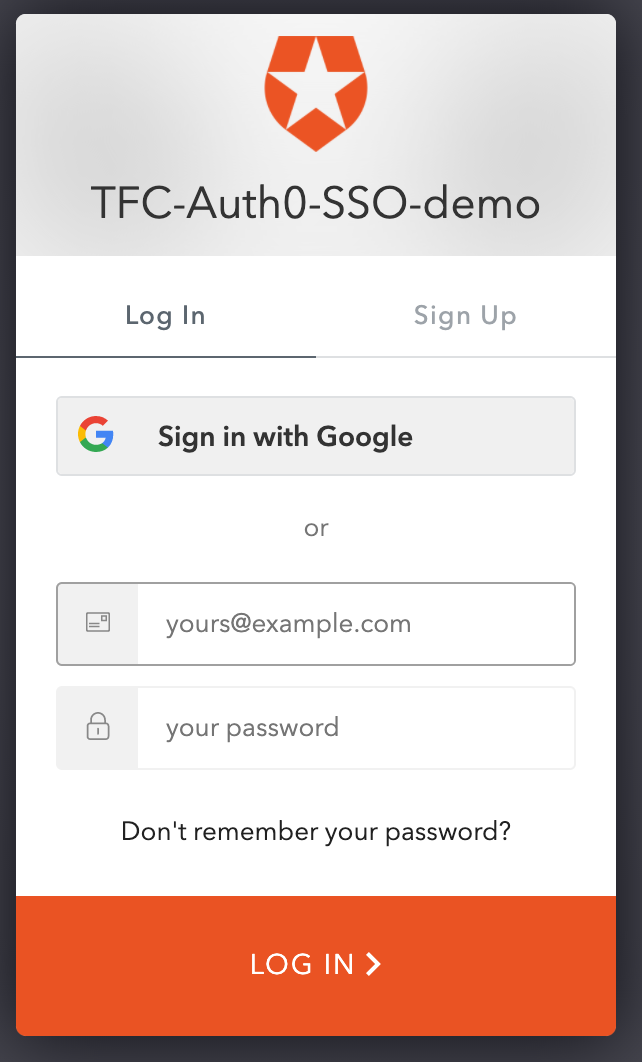 TFC-Auth0-SSO-demo
Log In
Sign Up
Sign in with Google
or
yours@example.com
your password
Don't remember your password?
LOG IN